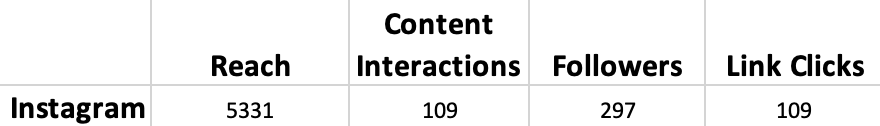 Content
Reach Interactions Followers Link Clicks
Instagram 5331 109 297 109